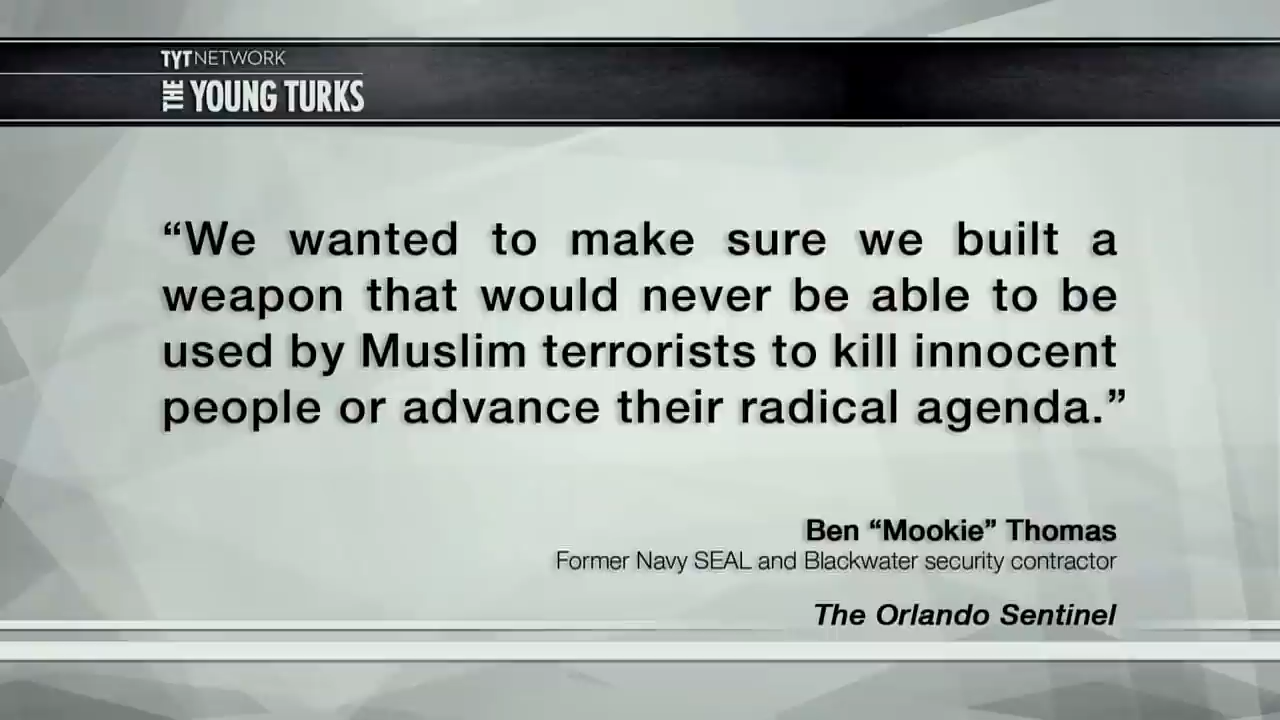 TYTNETWORK
THE YOUNG TURKS
“We wanted to make sure we built a
weapon that would never be able to be
used by Muslim terrorists to kill innocent
people or advance their radical agenda.”
Ben “Mookie” Thomas
Former Navy SEAL and Blackwater security contractor
The Orlando Sentinel